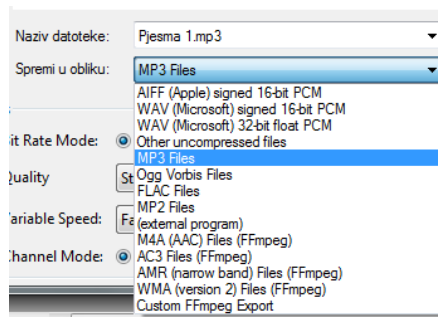 Naziv datoteke: Pjesma 1.mp3
Spremi u obliku: MP3 Files
AIFF (Apple) signed 16-bit PCM
WAV (Microsoft) signed 16-bit PCM
WAV (Microsoft) 32-bit float PCM
Other uncompressed files
MP3 Files
Ogg Vorbis Files
FLAC Files
MP2 Files
(external program)
M4A (AAC) Files (FFmpeg)
AC3 Files (FFmpeg)
AMR (narrow band) Files (FFmpeg)
WMA (version 2) Files (FFmpeg)
Custom FFmpeg Export
it Rate Mode:
Quality St
ariable Speed: Fa
hannel Mode: